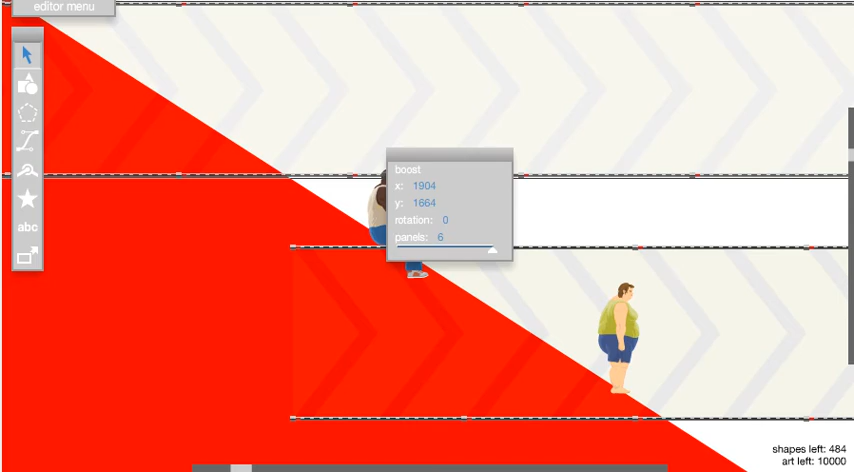 editor menu
abc
boost
x: 1904
y: 1664
rotation: 0
panels: 6
shapes left: 484
art left: 10000